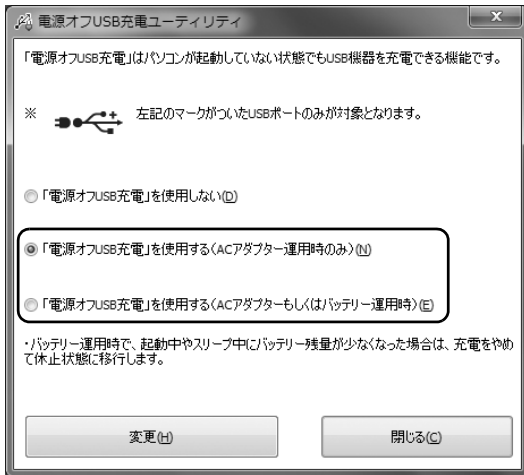 電源オフUSB充電ユーティリティ
「電源オフUSB充電」はパソコンが起動していない状態でもUSB機器を充電できる機能です。
※ 左記のマークがついたUSBポートのみが対象となります。
「電源オフUSB充電」を使用しない(D)
「電源オフUSB充電」を使用する(ACアダプター運用時のみ)(N)
「電源オフUSB充電」を使用する(ACアダプターもしくはバッテリー運用時)(E)
・バッテリー運用時で、起動中やスリープ中にバッテリー残量が少なくなった場合は、充電をやめ
て休止状態に移行します。
変更(H) 閉じる(C)